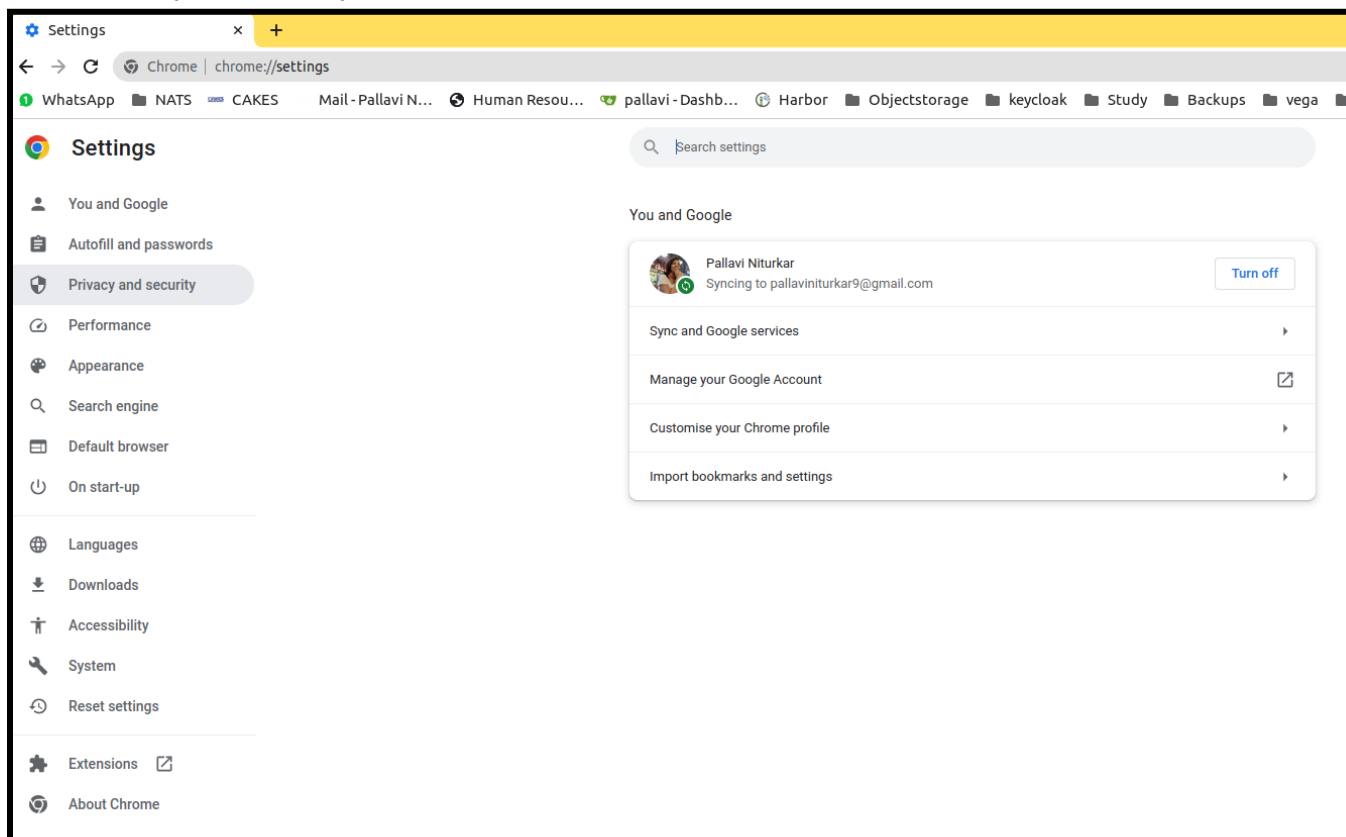 Settings
Chrome | chrome://settings
1 WhatsApp NATS CAKES Mail - Pallavi N... Human Resou... pallavi - Dashb... Harbor Objectstorage keycloak Study Backups vega
Settings
Search settings
You and Google
Autofill and passwords
Privacy and security
Performance
Appearance
Search engine
Default browser
On start-up
Languages
Downloads
Accessibility
System
Reset settings
Extensions
About Chrome
You and Google
Pallavi Niturkar
Syncing to pallaviniturkar9@gmail.com
Turn off
Sync and Google services
Manage your Google Account
Customise your Chrome profile
Import bookmarks and settings